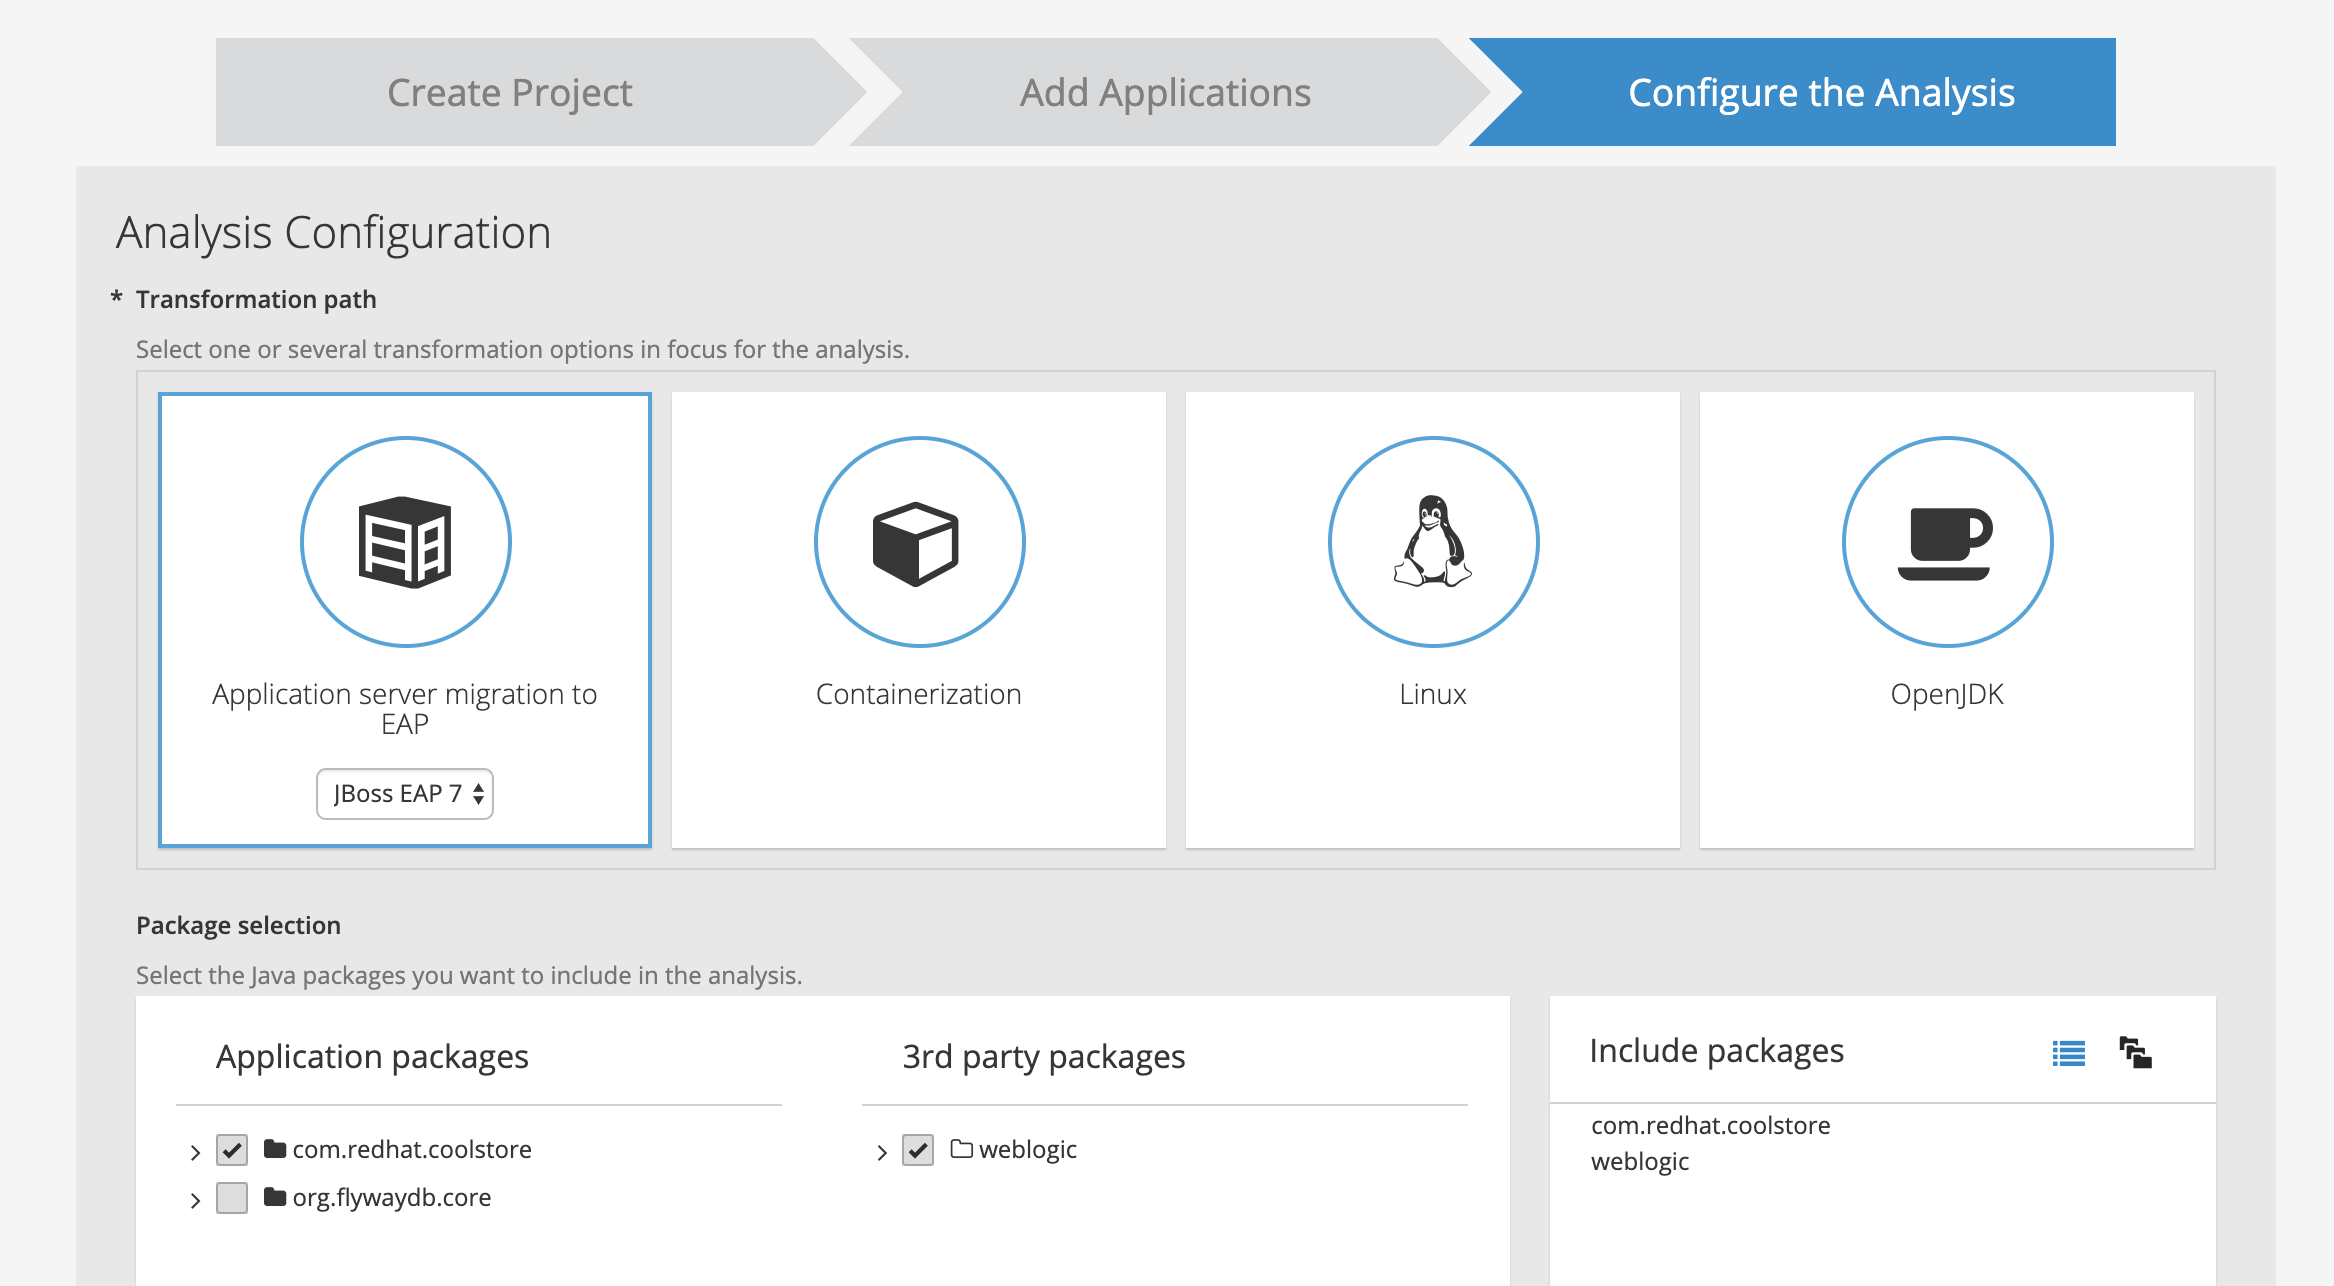 Create Project
Add Applications
Configure the Analysis
Analysis Configuration
* Transformation path
Select one or several transformation options in focus for the analysis.
Application server migration to
EAP
JBoss EAP 7
Containerization
Linux
OpenJDK
Package selection
Select the Java packages you want to include in the analysis.
Application packages
com.redhat.coolstore
org.flywaydb.core
3rd party packages
weblogic
Include packages
com.redhat.coolstore
weblogic